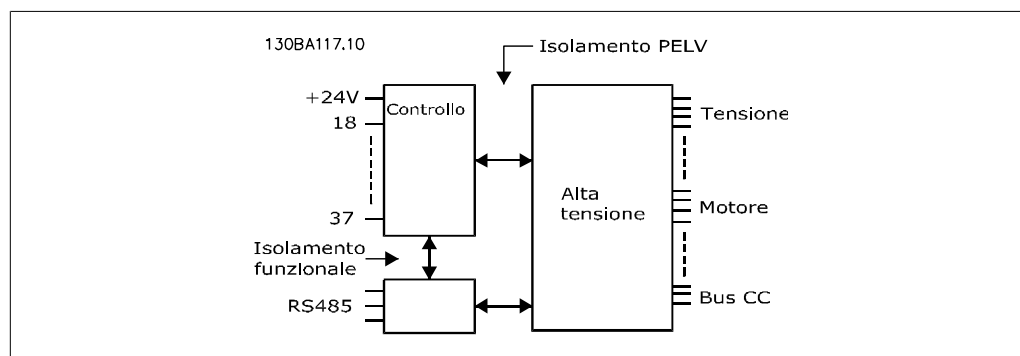 130BA117.10
Isolamento PELV
+24V
Controllo
18
Tensione
Alta
tensione
Motore
37
Isolamento
funzionale
RS485
Bus CC